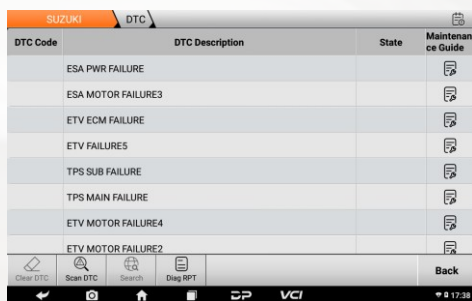 SUZUKI DTC
DTC Code DTC Description State Maintenan
ce Guide
ESA PWR FAILURE
ESA MOTOR FAILURE3
ETV ECM FAILURE
ETV FAILURE5
TPS SUB FAILURE
TPS MAIN FAILURE
ETV MOTOR FAILURE4
ETV MOTOR FAILURE2
Clear DTC Scan DTC Search Diag RPT Back
VCI 17:38